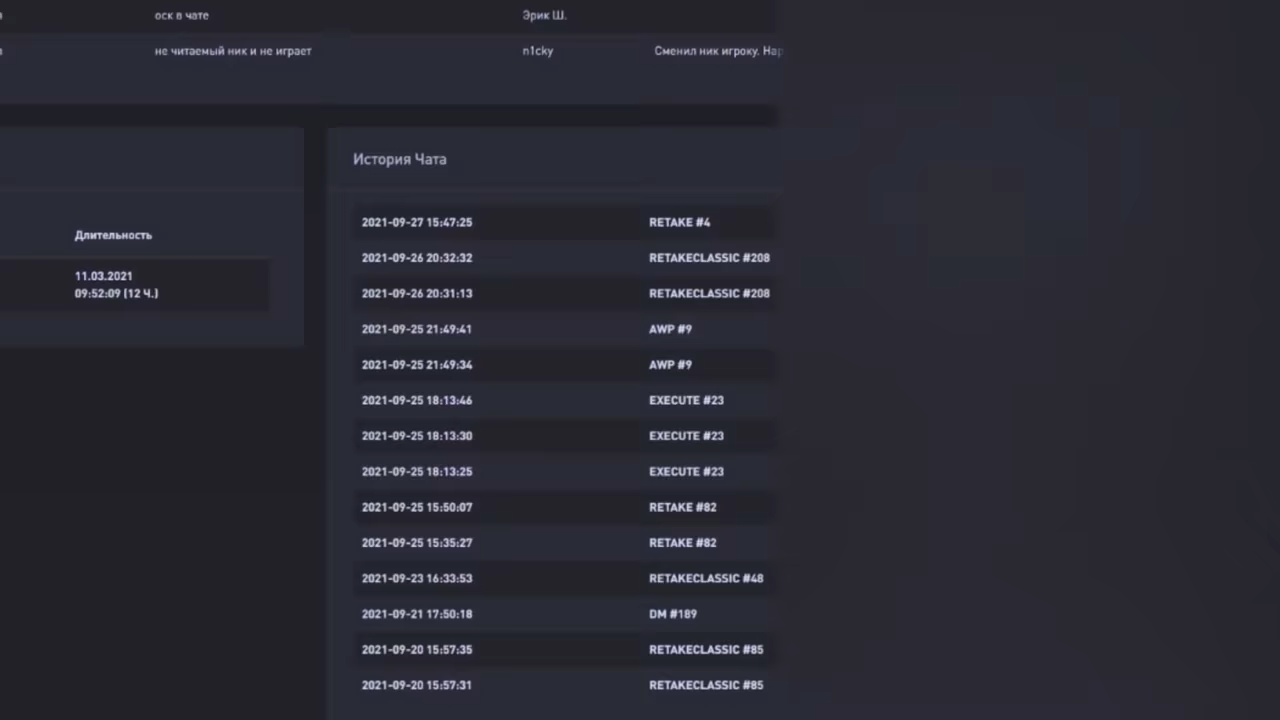 оск в чате Эрик Ш.
не читаемый ник и не играет n1cky Сменил ник игроку.
История Чата
Длительность
11.03.2021
09:52:09 (12 Ч.)
2021-09-27 15:47:25 RETAKE #4
2021-09-26 20:32:32 RETAKECLASSIC #208
2021-09-26 20:31:13 RETAKECLASSIC #208
2021-09-25 21:49:41 AWP #9
2021-09-25 21:49:34 AWP #9
2021-09-25 18:13:46 EXECUTE #23
2021-09-25 18:13:30 EXECUTE #23
2021-09-25 18:13:25 EXECUTE #23
2021-09-25 15:50:07 RETAKE #82
2021-09-25 15:35:27 RETAKE #82
2021-09-23 16:33:53 RETAKECLASSIC #48
2021-09-21 17:50:18 DM #189
2021-09-20 15:57:35 RETAKECLASSIC #85
2021-09-20 15:57:31 RETAKECLASSIC #85